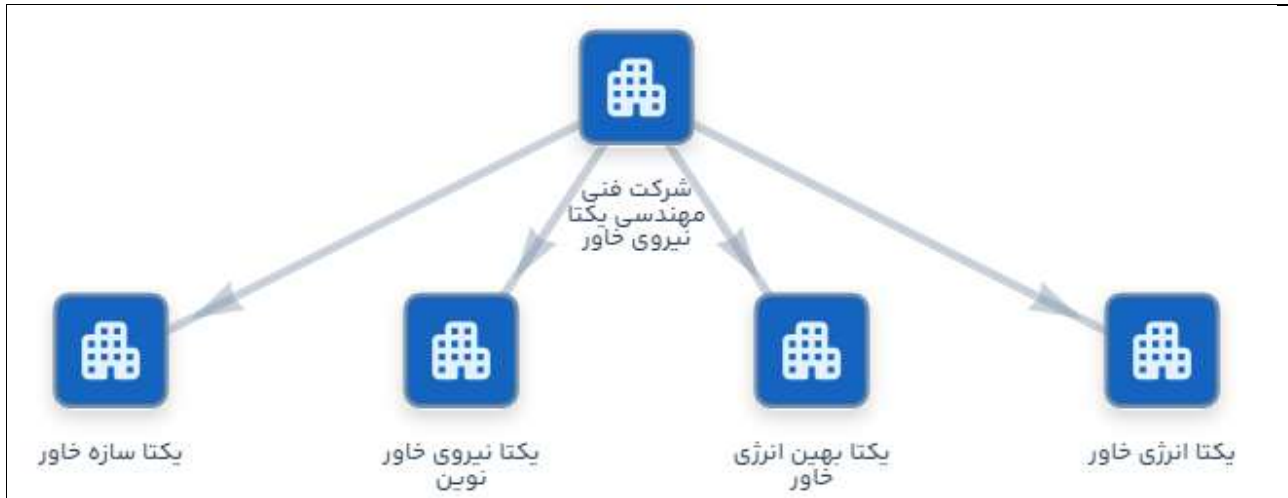 شرکت فنی
مهندسی یکتا
نیروی خاور
یکتا انرژی خاور
یکتا بهین انرژی
خاور
یکتا نیروی خاور
نوین
یکتا سازه خاور